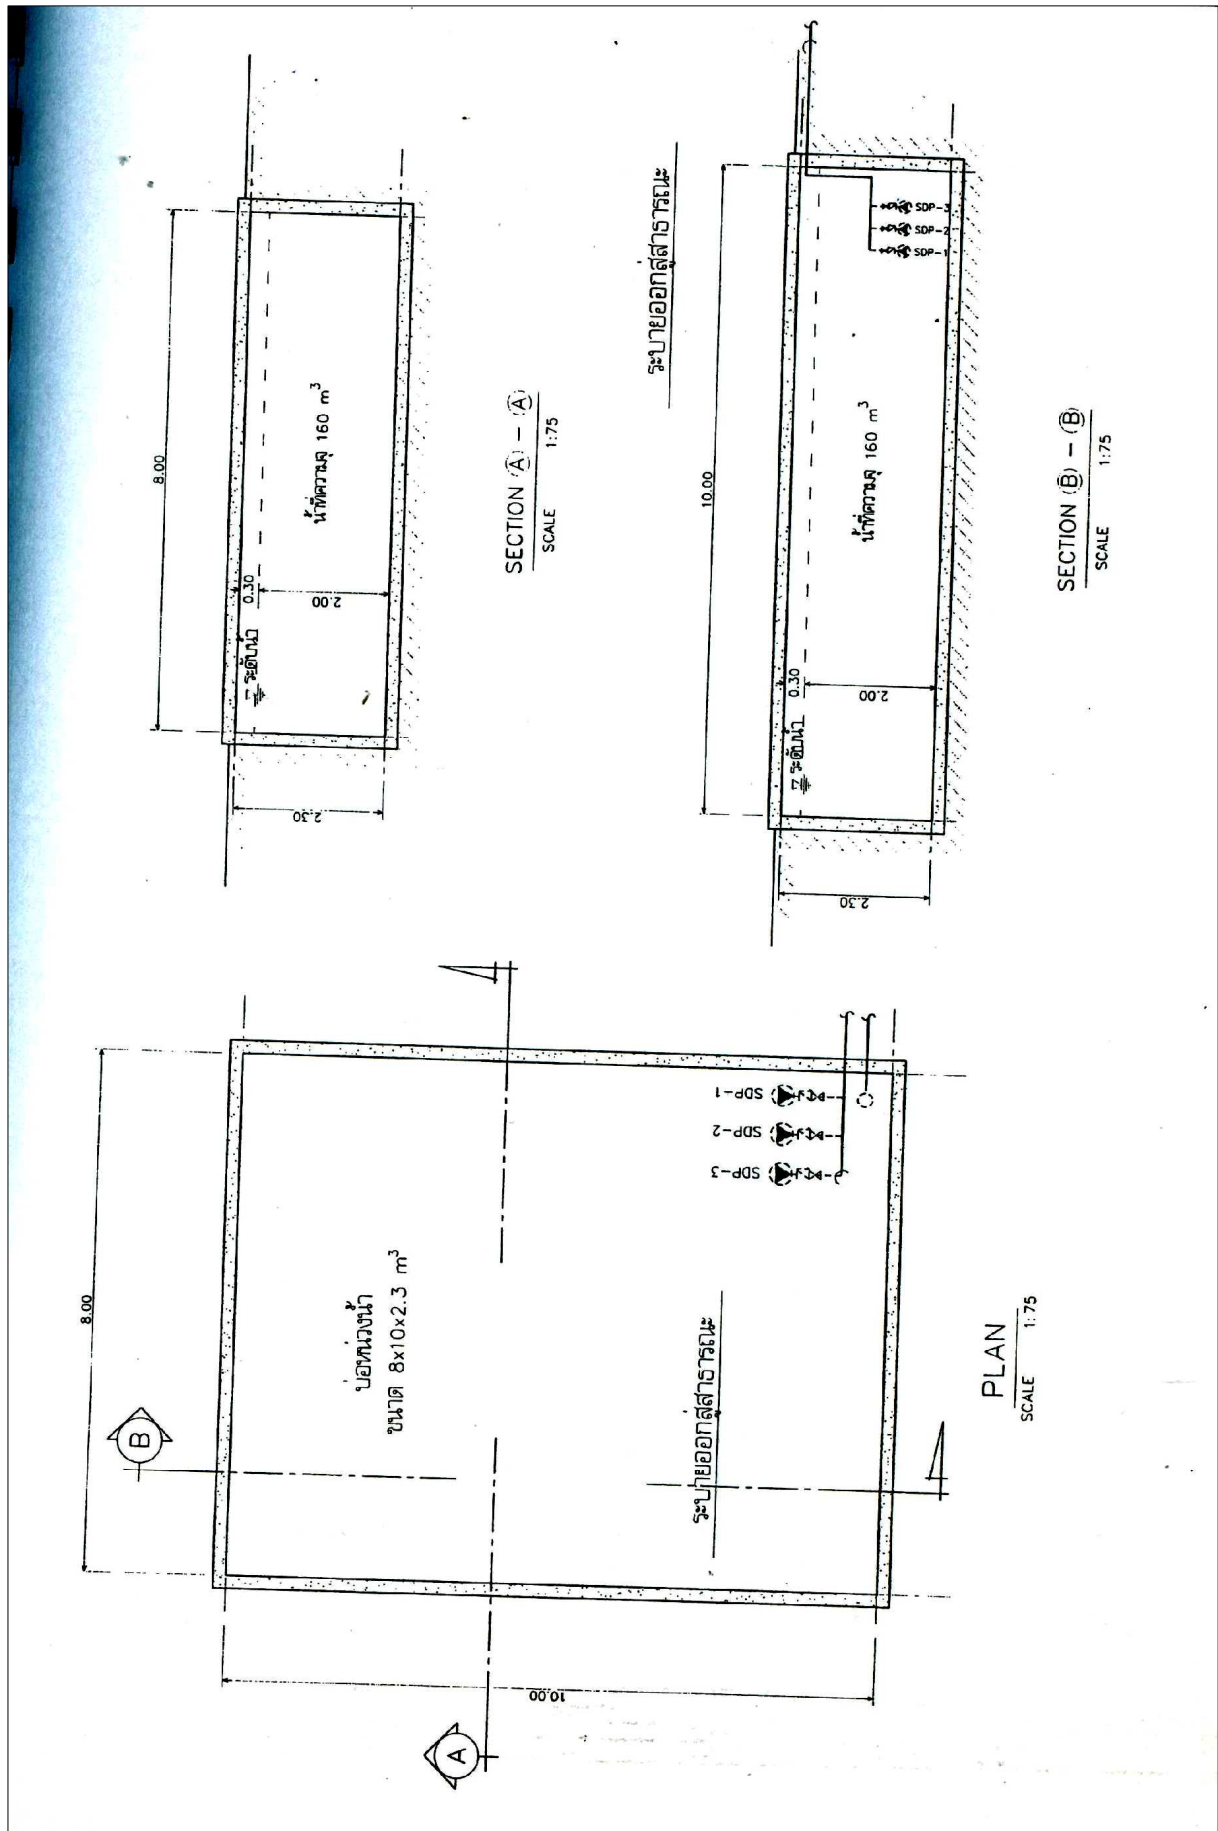 8.00
10.00
บ่อหน่วงน้ำ
ขนาด 8x10x2.3 m³
ระบายออกสู่สาธารณะ
SDP-3
SDP-2
SDP-1
A
B
PLAN
SCALE 1:75
8.00
2.30
ระดับน้ำ
0.30
2.00
น้ำที่ความจุ 160 m³
SECTION A - A
SCALE 1:75
ระบายออกสู่สาธารณะ
10.00
2.30
ระดับน้ำ
0.30
2.00
น้ำที่ความจุ 160 m³
SDP-1
SDP-2
SDP-3
SECTION B - B
SCALE 1:75